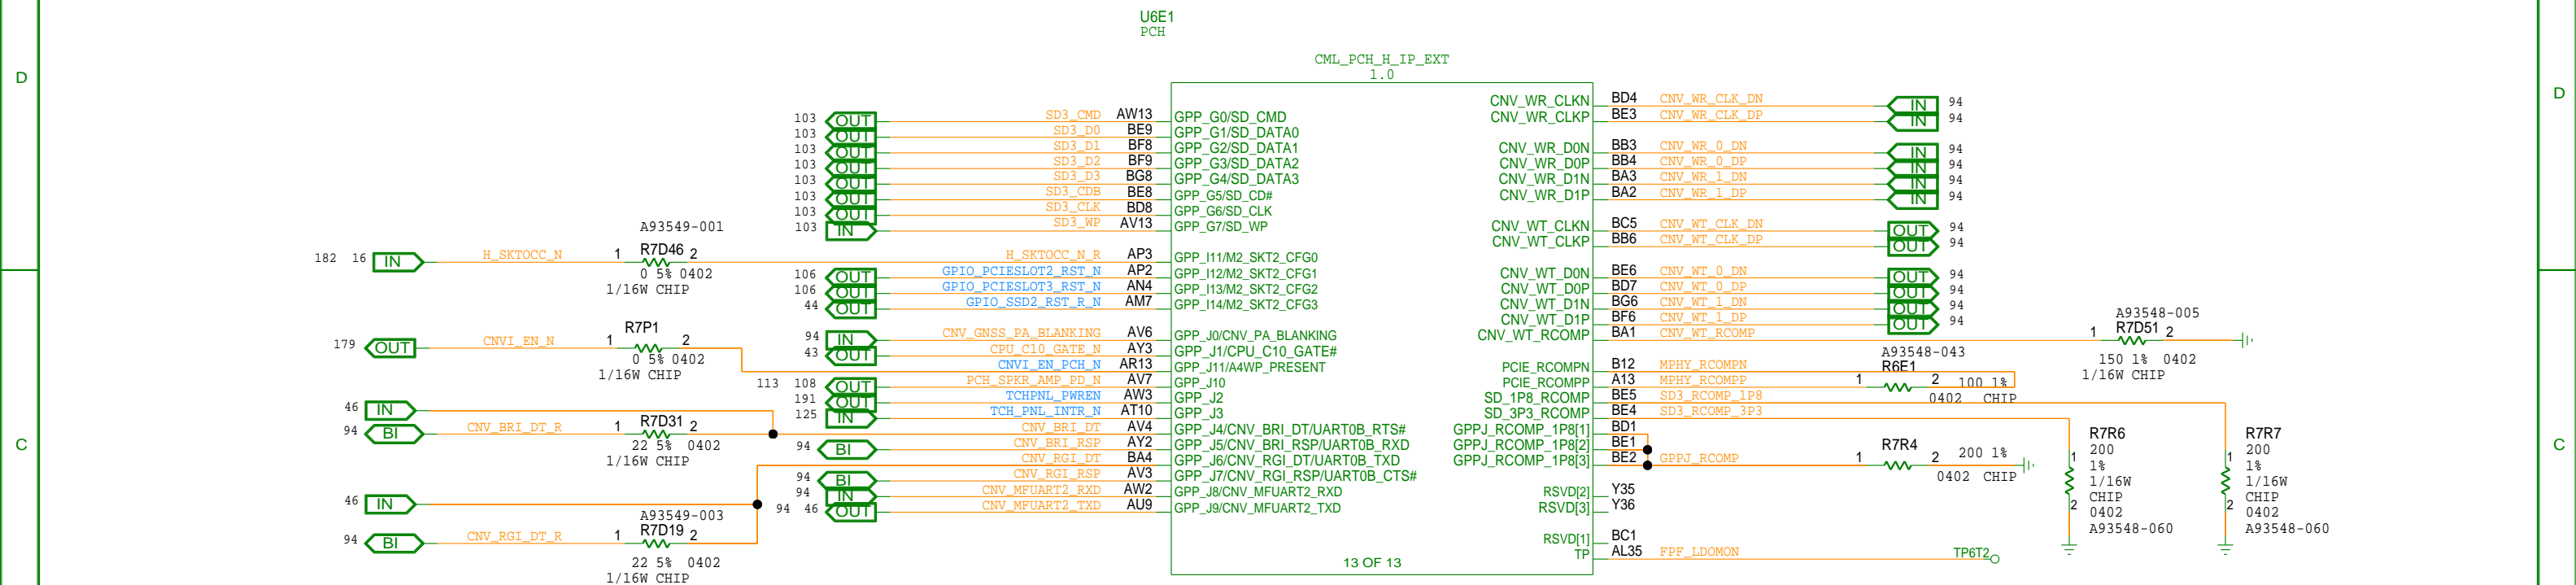 U6E1
PCH
CML_PCH_H_IP_EXT
1.0
D
D
C
C
103 OUT SD3_CMD AW13 GPP_G0/SD_CMD
103 OUT SD3_D0 BE9 GPP_G1/SD_DATA0
103 OUT SD3_D1 BF8 GPP_G2/SD_DATA1
103 OUT SD3_D2 BF9 GPP_G3/SD_DATA2
103 OUT SD3_D3 BG8 GPP_G4/SD_DATA3
103 OUT SD3_CDB BE8 GPP_G5/SD_CD#
103 OUT SD3_CLK BD8 GPP_G6/SD_CLK
103 IN SD3_WP AV13 GPP_G7/SD_WP
A93549-001
182 16 IN H_SKTOCC_N 1 R7D46 2 H_SKTOCC_N_R AP3 GPP_I11/M2_SKT2_CFG0
0 5% 0402
1/16W CHIP
106 OUT GPIO_PCIESLOT2_RST_N AP2 GPP_I12/M2_SKT2_CFG1
106 OUT GPIO_PCIESLOT3_RST_N AN4 GPP_I13/M2_SKT2_CFG2
44 OUT GPIO_SSD2_RST_R_N AM7 GPP_I14/M2_SKT2_CFG3
94 IN CNV_GNSS_PA_BLANKING AV6 GPP_J0/CNV_PA_BLANKING
43 OUT CPU_C10_GATE_N AY3 GPP_J1/CPU_C10_GATE#
179 OUT CNVI_EN_N 1 R7P1 2 CNVI_EN_PCH_N AR13 GPP_J11/A4WP_PRESENT
0 5% 0402
1/16W CHIP
113 108 OUT PCH_SPKR_AMP_PD_N AV7 GPP_J10
191 OUT TCHPNL_PWREN AW3 GPP_J2
125 IN TCH_PNL_INTR_N AT10 GPP_J3
46 IN
94 BI CNV_BRI_DT_R 1 R7D31 2 CNV_BRI_DT AV4 GPP_J4/CNV_BRI_DT/UART0B_RTS#
22 5% 0402
1/16W CHIP
94 BI CNV_BRI_RSP AY2 GPP_J5/CNV_BRI_RSP/UART0B_RXD
CNV_RGI_DT BA4 GPP_J6/CNV_RGI_DT/UART0B_TXD
94 BI CNV_RGI_RSP AV3 GPP_J7/CNV_RGI_RSP/UART0B_CTS#
94 IN CNV_MFUART2_RXD AW2 GPP_J8/CNV_MFUART2_RXD
94 46 OUT CNV_MFUART2_TXD AU9 GPP_J9/CNV_MFUART2_TXD
46 IN
A93549-003
94 BI CNV_RGI_DT_R 1 R7D19 2
22 5% 0402
1/16W CHIP
CNV_WR_CLKN BD4 CNV_WR_CLK_DN IN 94
CNV_WR_CLKP BE3 CNV_WR_CLK_DP IN 94
CNV_WR_D0N BB3 CNV_WR_0_DN IN 94
CNV_WR_D0P BB4 CNV_WR_0_DP IN 94
CNV_WR_D1N BA3 CNV_WR_1_DN IN 94
CNV_WR_D1P BA2 CNV_WR_1_DP IN 94
CNV_WT_CLKN BC5 CNV_WT_CLK_DN OUT 94
CNV_WT_CLKP BB6 CNV_WT_CLK_DP OUT 94
CNV_WT_D0N BE6 CNV_WT_0_DN OUT 94
CNV_WT_D0P BD7 CNV_WT_0_DP OUT 94
CNV_WT_D1N BG6 CNV_WT_1_DN OUT 94
CNV_WT_D1P BF6 CNV_WT_1_DP OUT 94
A93548-005
CNV_WT_RCOMP BA1 CNV_WT_RCOMP 1 R7D51 2
150 1% 0402
1/16W CHIP
A93548-043
PCIE_RCOMPN B12 MPHY_RCOMPN R6E1
PCIE_RCOMPP A13 MPHY_RCOMPP 1 2 100 1%
0402 CHIP
SD_1P8_RCOMP BE5 SD3_RCOMP_1P8
SD_3P3_RCOMP BE4 SD3_RCOMP_3P3
GPPJ_RCOMP_1P8[1] BD1
GPPJ_RCOMP_1P8[2] BE1
GPPJ_RCOMP_1P8[3] BE2 GPPJ_RCOMP 1 R7R4 2 200 1%
0402 CHIP
RSVD[2] Y35
RSVD[3] Y36
RSVD[1] BC1
TP AL35 FPF_LDOMON TP6T2
13 OF 13
R7R6
200
1
1%
1/16W
CHIP
2
0402
A93548-060
R7R7
200
1
1%
1/16W
CHIP
2
0402
A93548-060